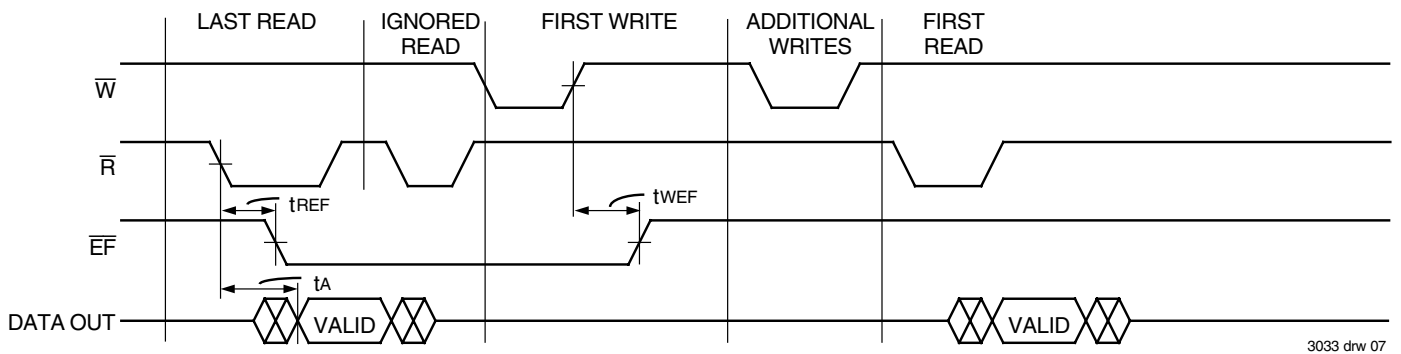 LAST READ
IGNORED READ
FIRST WRITE
ADDITIONAL WRITES
FIRST READ
W̅
R̅
tREF
tWEF
E̅F̅
tA
DATA OUT
VALID
VALID
3033 drw 07